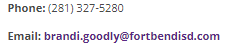 Phone: (281) 327-5280
Email: brandi.goodly@fortbendisd.com